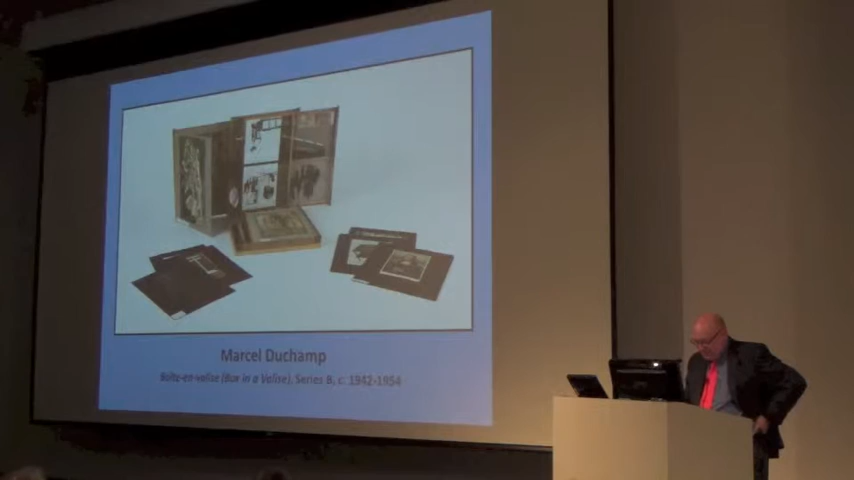 Marcel Duchamp
Boîte-en-valise (Box in a Valise), Series B, c. 1942-1954